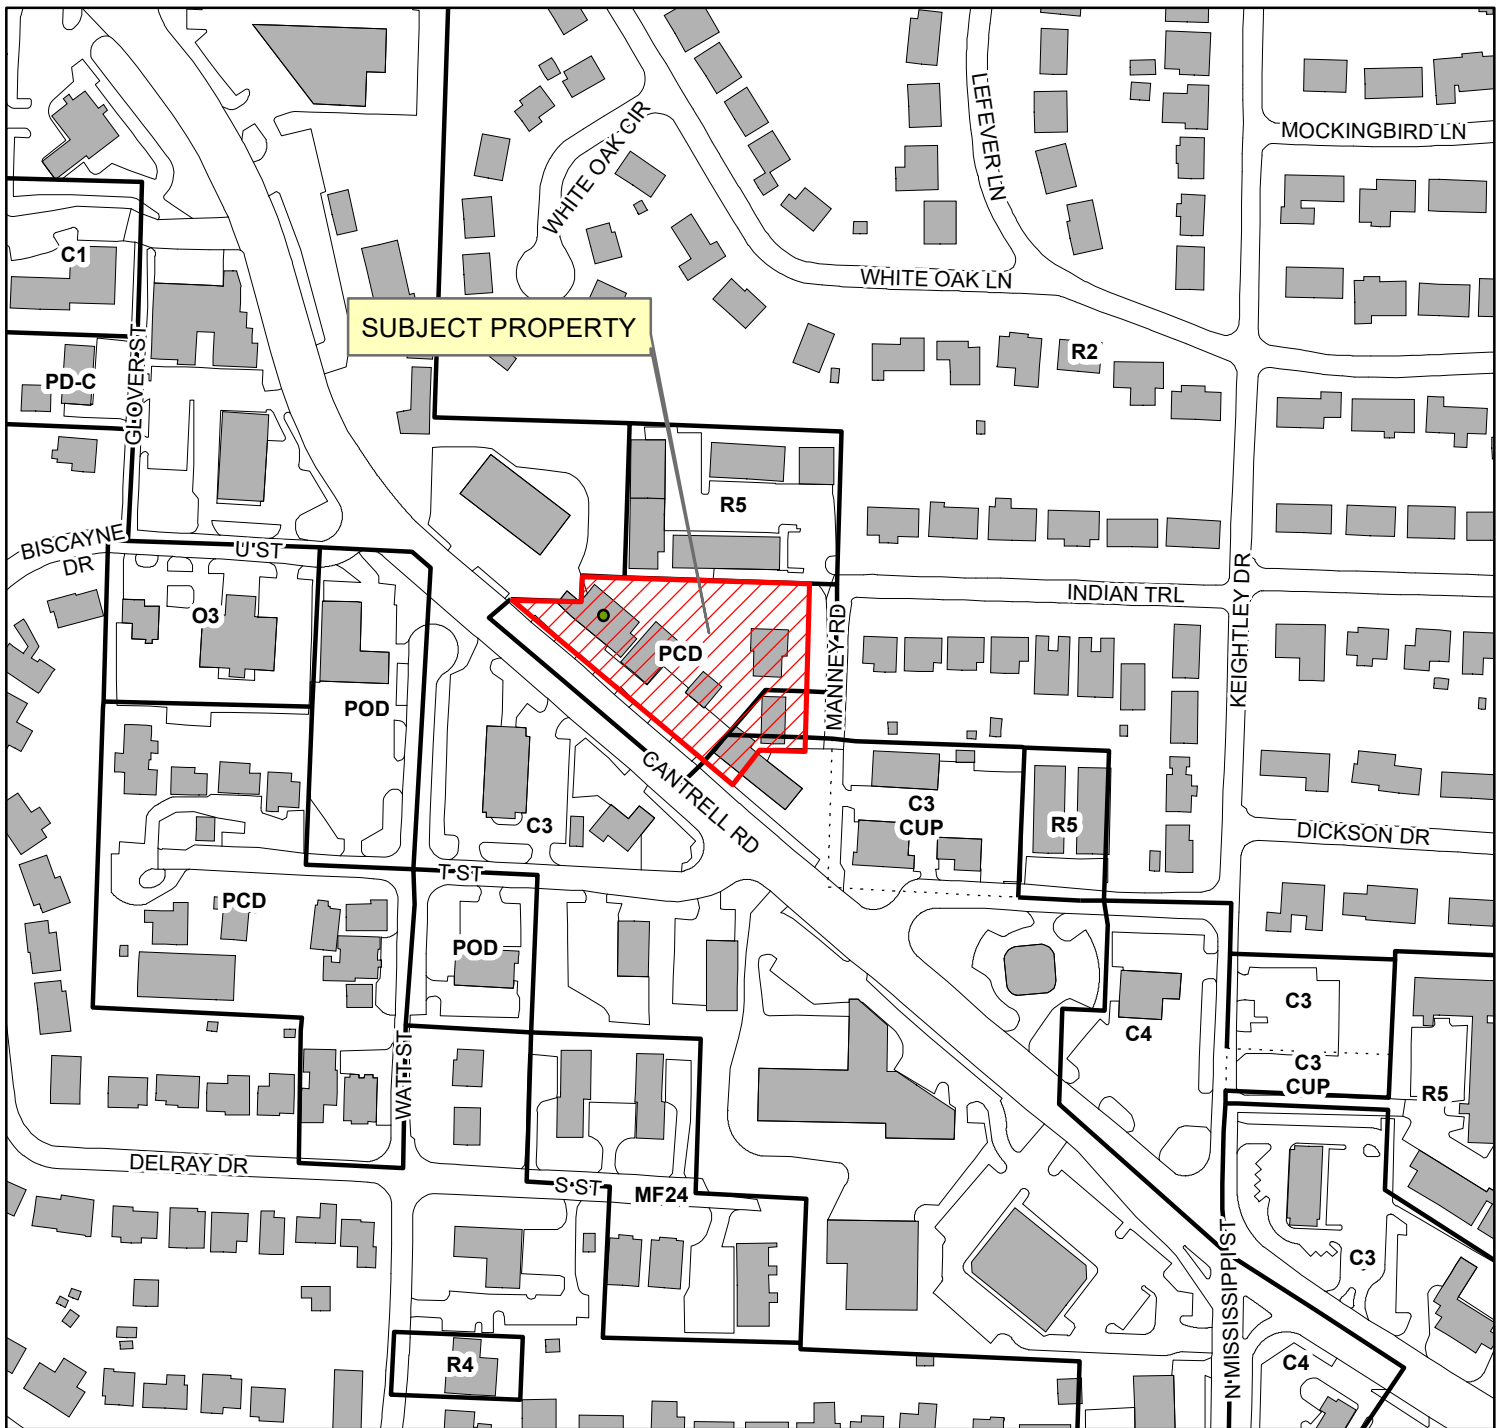 WHITE OAK CIR
LEFEVER LN
MOCKINGBIRD LN
C1
WHITE OAK LN
SUBJECT PROPERTY
R2
PD-C
GLOVER ST
R5
BISCAYNE
DR
U ST
INDIAN TRL
KEIGHTLEY DR
O3
MANNEY RD
PCD
POD
CANTRELL RD
C3
C3
CUP
R5
DICKSON DR
T ST
PCD
POD
C3
C4
C3
CUP
R5
WATT ST
DELRAY DR
S ST
MF24
N MISSISSIPPI ST
C3
R4
C4